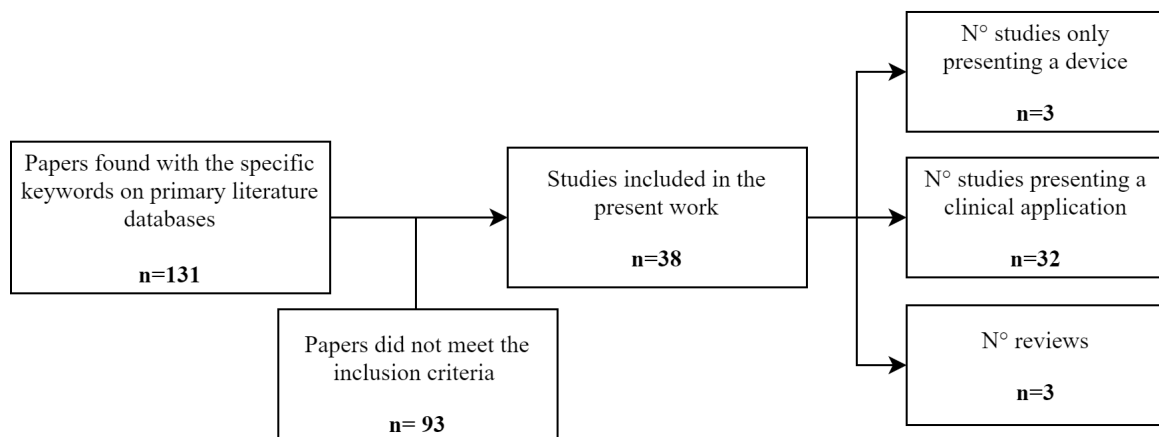 Papers found with the specific
keywords on primary literature
databases
n=131
Papers did not meet the
inclusion criteria
n= 93
Studies included in the
present work
n=38
N° studies only
presenting a device
n=3
N° studies presenting a
clinical application
n=32
N° reviews
n=3